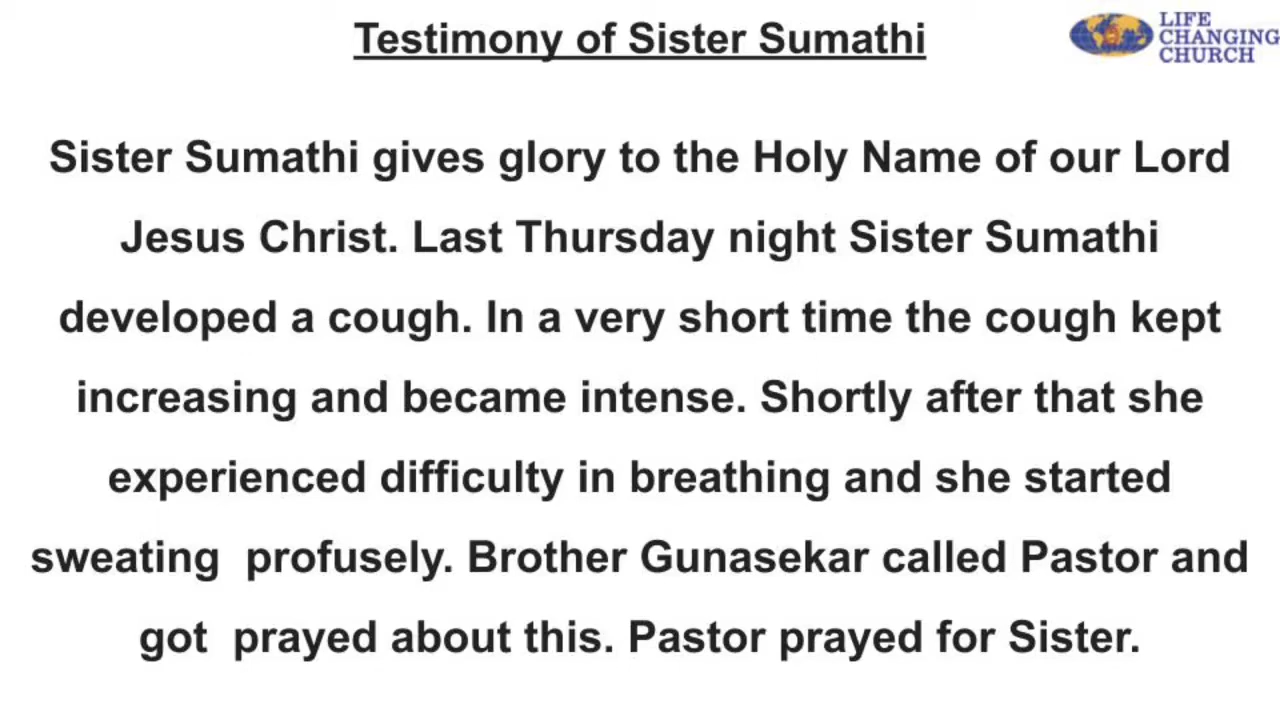 Testimony of Sister Sumathi
LIFE
CHANGING
CHURCH
Sister Sumathi gives glory to the Holy Name of our Lord
Jesus Christ. Last Thursday night Sister Sumathi
developed a cough. In a very short time the cough kept
increasing and became intense. Shortly after that she
experienced difficulty in breathing and she started
sweating  profusely. Brother Gunasekar called Pastor and
got  prayed about this. Pastor prayed for Sister.